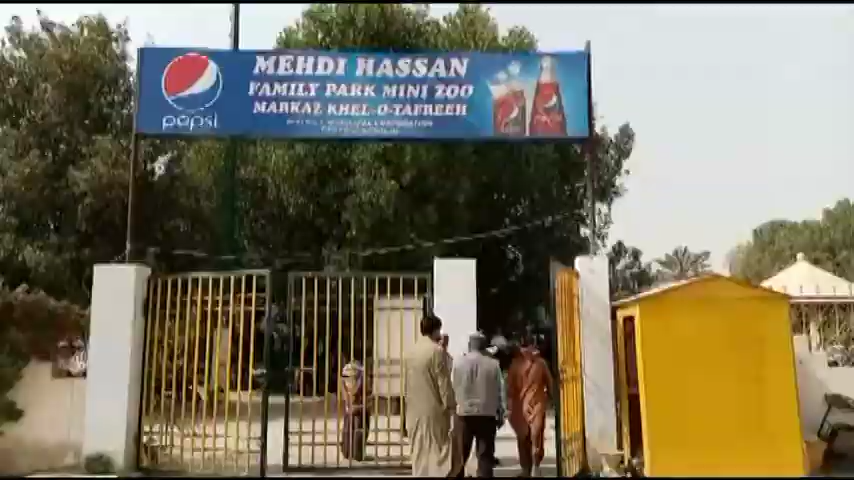 MEHDI HASSAN
FAMILY PARK MINI ZOO
MARKAZ KHEL-O-TAFREEH
pepsi